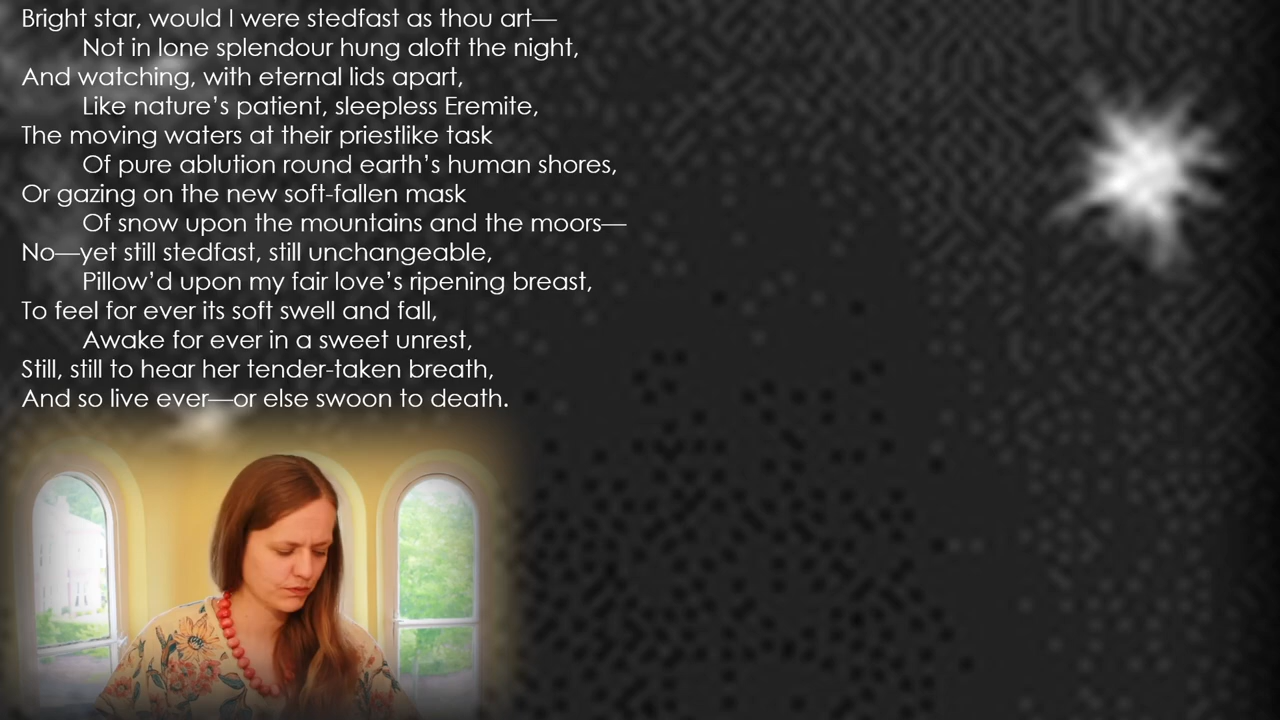 Bright star, would I were stedfast as thou art—
Not in lone splendour hung aloft the night,
And watching, with eternal lids apart,
Like nature’s patient, sleepless Eremite,
The moving waters at their priestlike task
Of pure ablution round earth’s human shores,
Or gazing on the new soft-fallen mask
Of snow upon the mountains and the moors—
No—yet still stedfast, still unchangeable,
Pillow’d upon my fair love’s ripening breast,
To feel for ever its soft swell and fall,
Awake for ever in a sweet unrest,
Still, still to hear her tender-taken breath,
And so live ever—or else swoon to death.